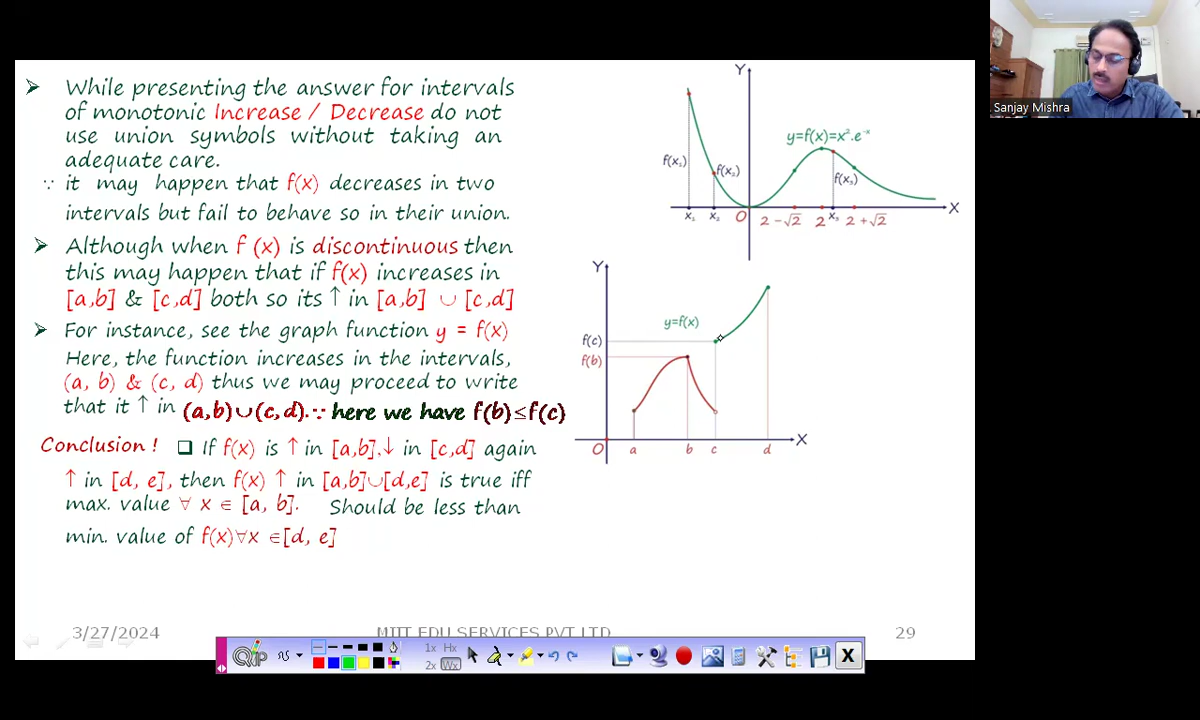 While presenting the answer for intervals
of monotonic Increase / Decrease do not
use union symbols without taking an
adequate care.
∵ it may happen that f(x) decreases in two
intervals but fail to behave so in their union.
Although when f (x) is discontinuous then
this may happen that if f(x) increases in
[a,b] & [c,d] both so its ↑ in [a,b] ∪ [c,d]
For instance, see the graph function y = f(x)
Here, the function increases in the intervals,
(a, b) & (c, d) thus we may proceed to write
that it ↑ in (a,b)∪(c,d).∵ here we have f(b)≤f(c)
Conclusion ! If f(x) is ↑ in [a,b],↓ in [c,d] again
↑ in [d, e], then f(x) ↑ in [a,b]∪[d,e] is true iff
max. value ∀ x ∈ [a, b]. Should be less than
min. value of f(x)∀x ∈[d, e]
Y
y=f(x)=x².e⁻ˣ
f(x₁)
f(x₂)
f(x₃)
x₁ x₂ O 2-√2 2 x₃ 2+√2 X
Y
y=f(x)
f(c)
f(b)
O a b c d X
3/27/2024
MIIT EDU SERVICES PVT LTD
29
Sanjay Mishra
1x Hx
2x Wx